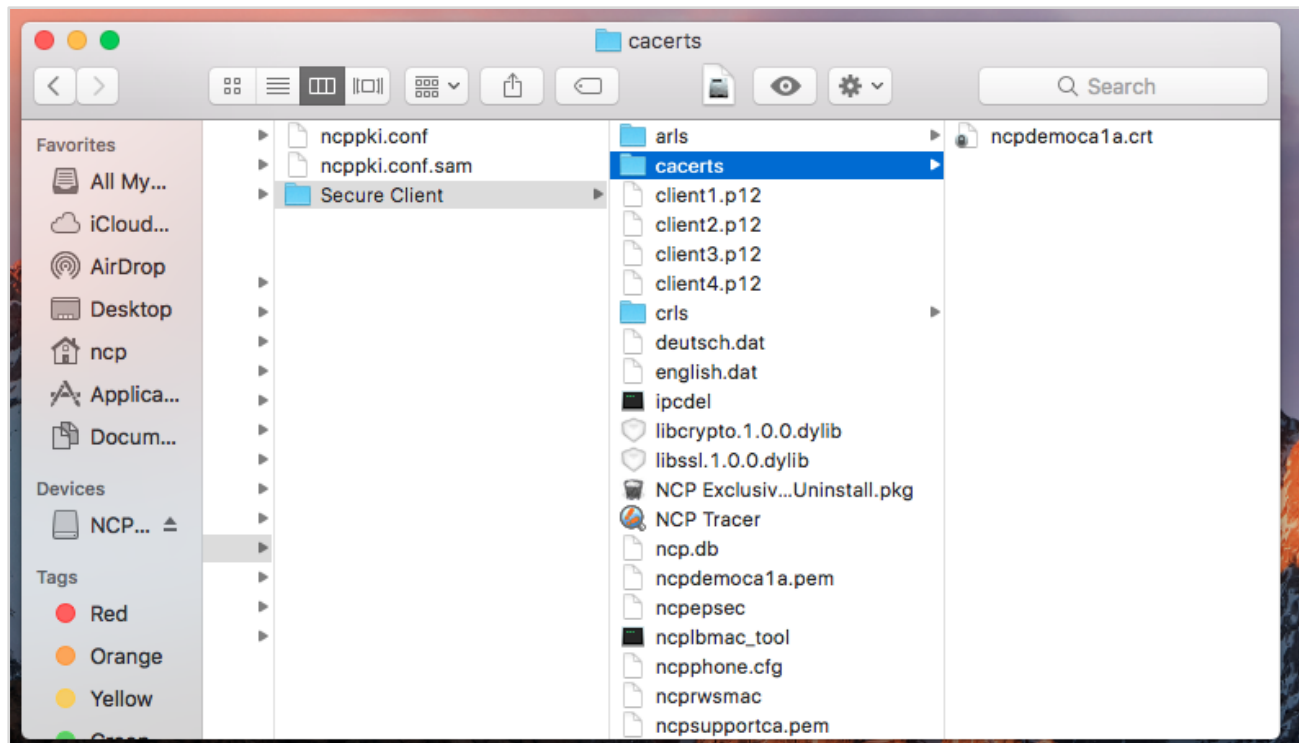 cacerts
Search
Favorites
All My...
iCloud...
AirDrop
Desktop
ncp
Applica...
Docum...
Devices
NCP...
Tags
Red
Orange
Yellow
Green
ncppki.conf
ncppki.conf.sam
Secure Client
arls
cacerts
client1.p12
client2.p12
client3.p12
client4.p12
crls
deutsch.dat
english.dat
ipcdel
libcrypto.1.0.0.dylib
libssl.1.0.0.dylib
NCP Exclusiv...Uninstall.pkg
NCP Tracer
ncp.db
ncpdemoca1a.pem
ncpepsec
ncplbmac_tool
ncpphone.cfg
ncprwsmac
ncpsupportca.pem
ncpdemoca1a.crt